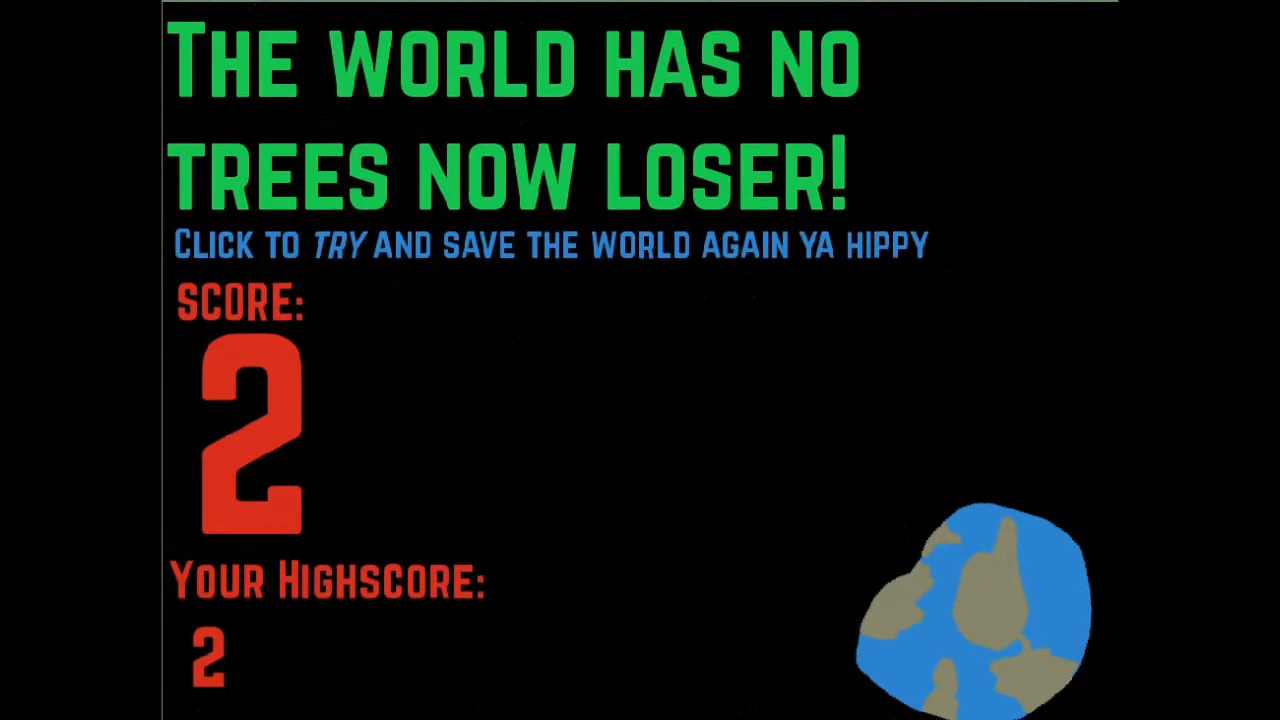 The world has no
trees now loser!
Click to try and save the world again ya hippy
score:
2
Your Highscore:
2